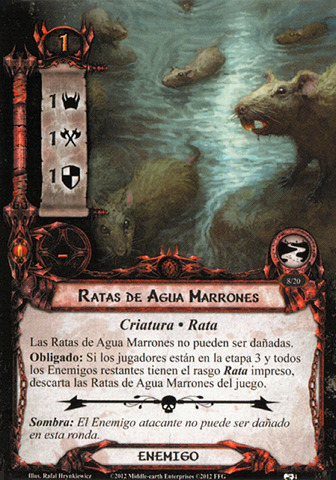 1
1
1
1
–
RATAS DE AGUA MARRONES
8/20
Criatura • Rata
Las Ratas de Agua Marrones no pueden ser dañadas.
Obligado: Si los jugadores están en la etapa 3 y todos
los Enemigos restantes tienen el rasgo Rata impreso,
descarta las Ratas de Agua Marrones del juego.
Sombra: El Enemigo atacante no puede ser dañado
en esta ronda.
ENEMIGO
Illus. Rafał Hrynkiewicz ©2012 Middle-earth Enterprises ©2012 FFG